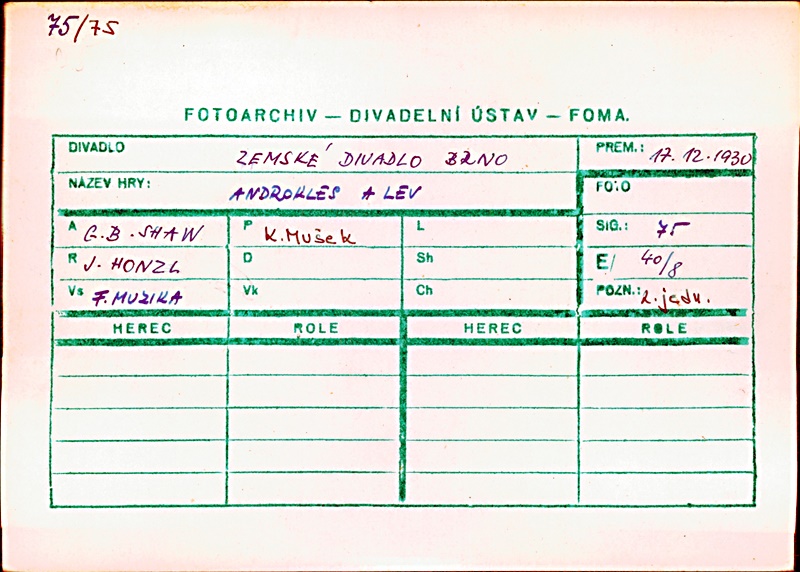 75/75
FOTOARCHIV — DIVADELNÍ ÚSTAV — FOMA.
DIVADLO ZEMSKÉ DIVADLO BRNO PREM.: 17.12.1930
NÁZEV HRY: ANDROKLES A LEV FOTO
A G.B.SHAW P K.Mušek L SIG.: 75
R J. HONZL D Sh E/ 40/8
Vs F. MUZIKA Vk Ch POZN.: 2. jedn.
HEREC ROLE HEREC ROLE